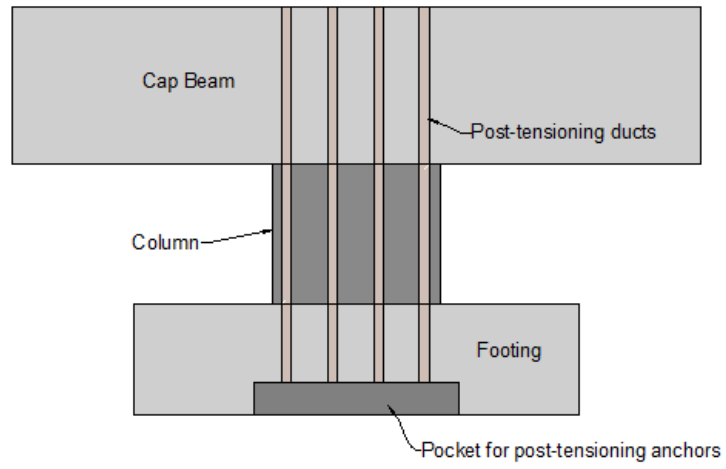 Cap Beam
Post-tensioning ducts
Column
Footing
Pocket for post-tensioning anchors